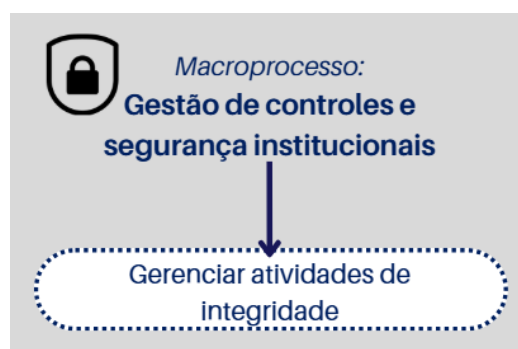 Macroprocesso:
Gestão de controles e
segurança institucionais
Gerenciar atividades de
integridade